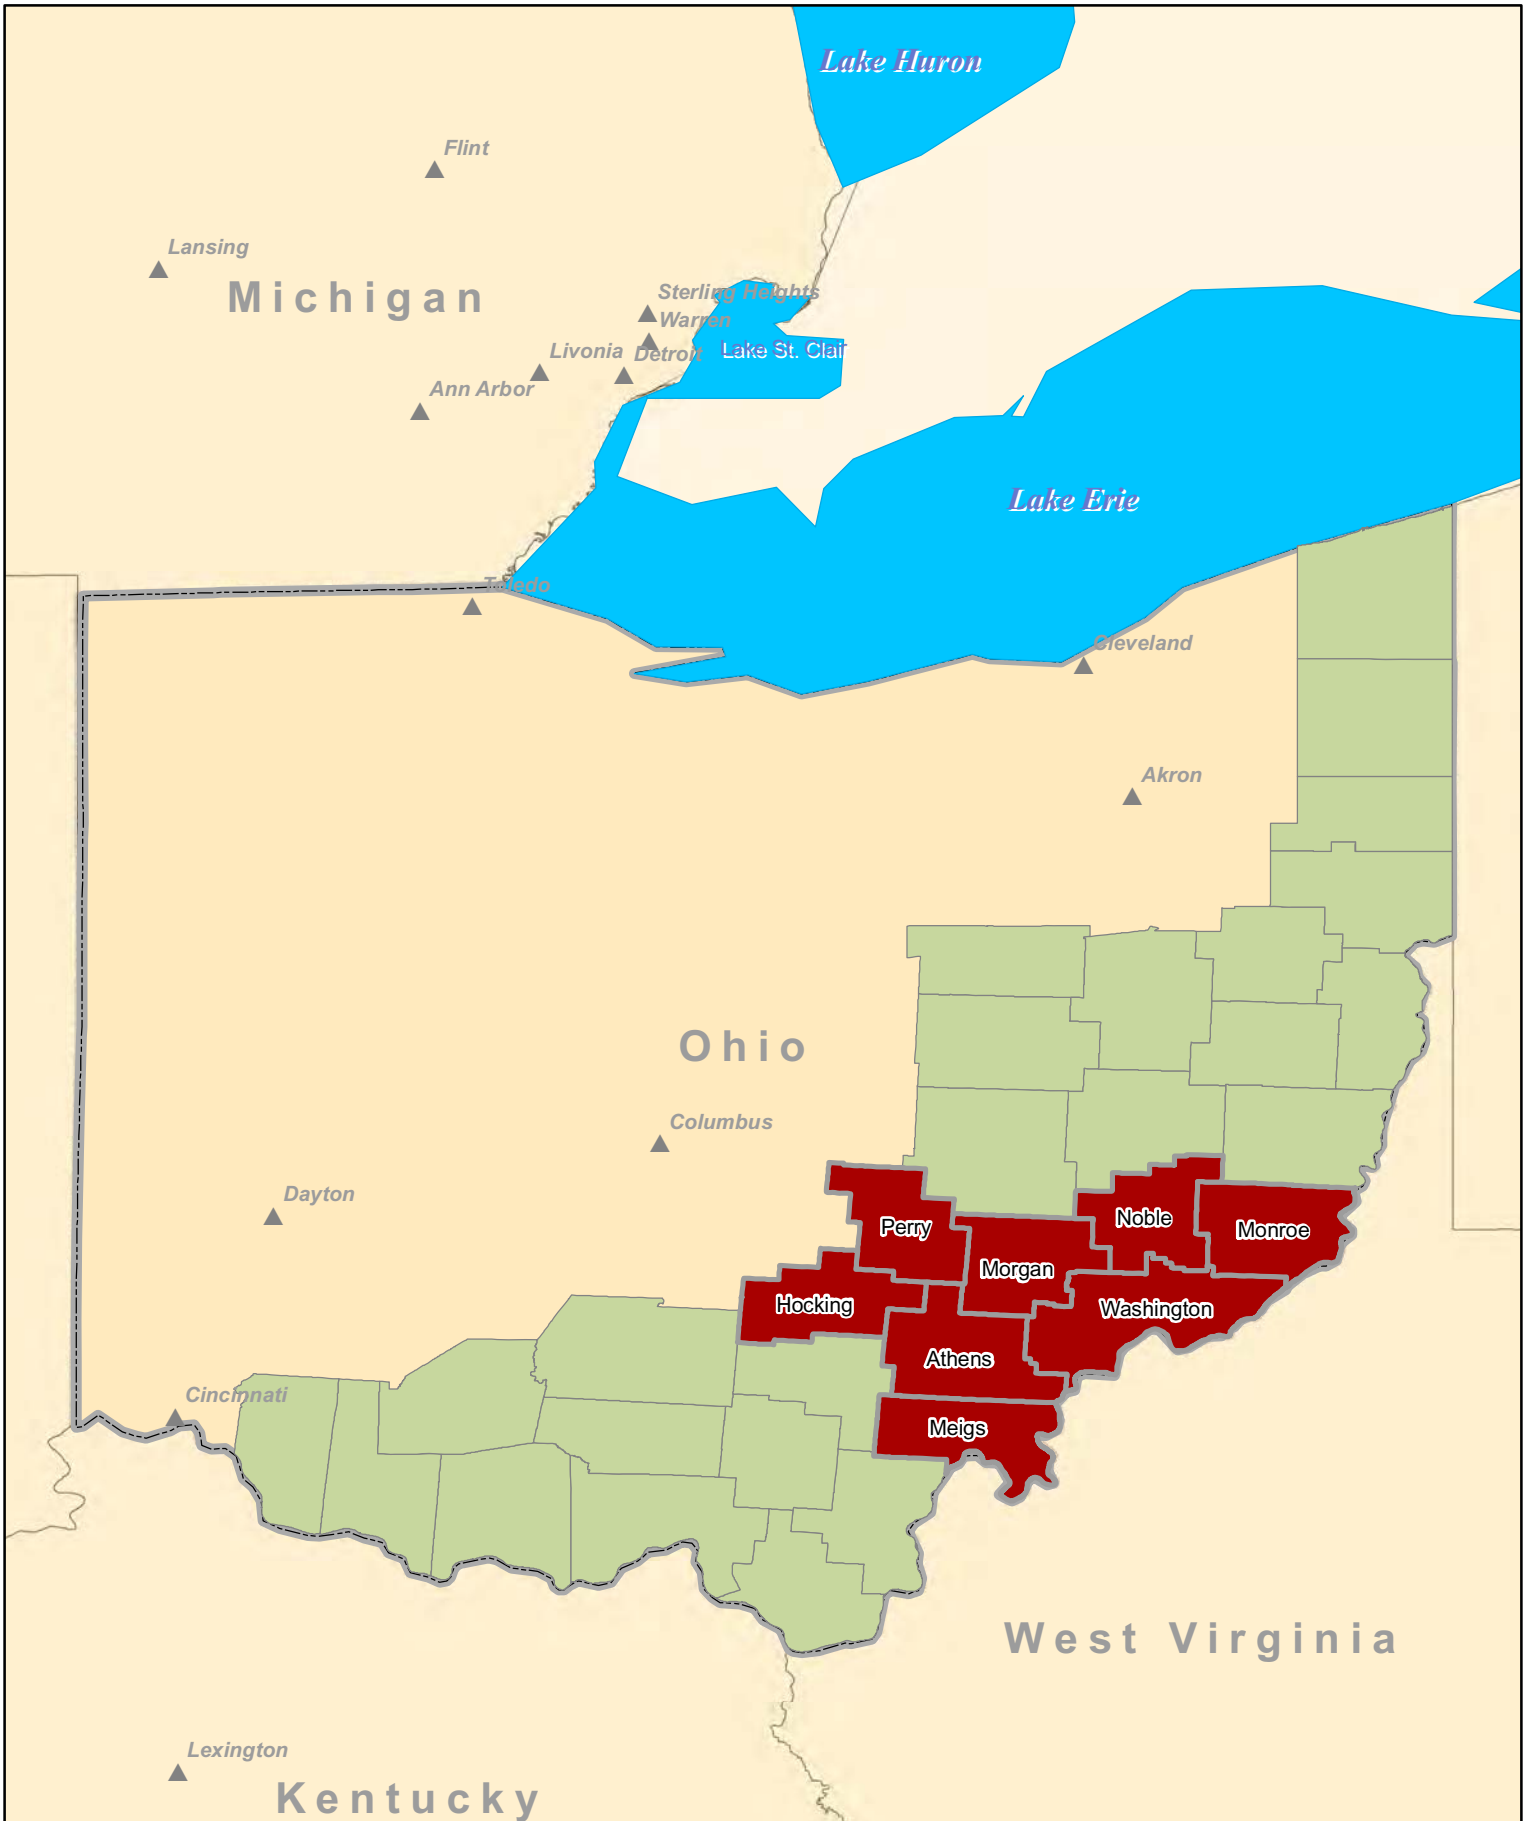 Lake Huron
Flint
Lansing
Michigan
Sterling Heights
Warren
Lake St. Clair
Livonia
Detroit
Ann Arbor
Lake Erie
Toledo
Cleveland
Akron
Ohio
Columbus
Dayton
Noble
Perry
Monroe
Morgan
Hocking
Washington
Athens
Cincinnati
Meigs
West Virginia
Lexington
Kentucky